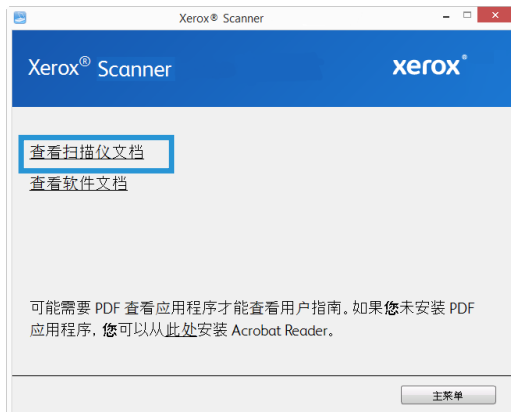 Xerox® Scanner
Xerox® Scanner
xerox®
查看扫描仪文档
查看软件文档
可能需要 PDF 查看应用程序才能查看用户指南。如果您未安装 PDF
应用程序，您可以从此处安装 Acrobat Reader。
主菜单